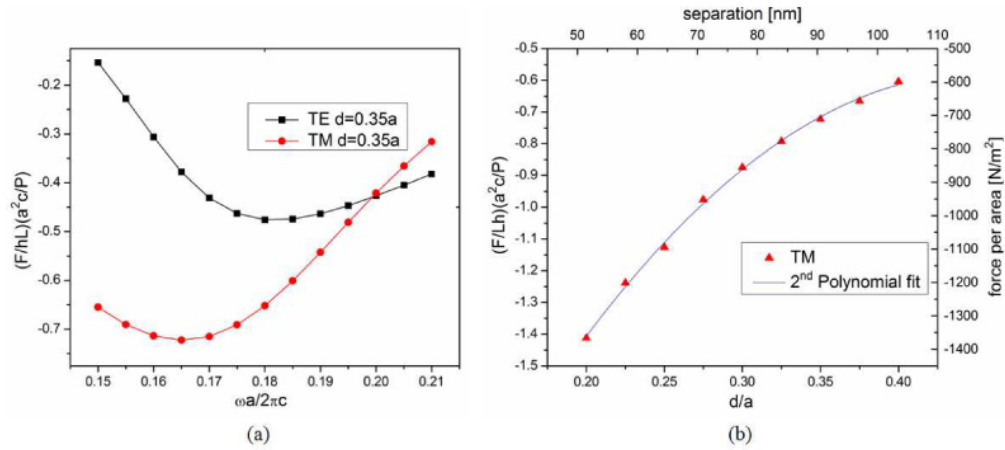 -0.2
-0.3
-0.4
-0.5
-0.6
-0.7
(F/hL)(a²c/P)
TE d=0.35a
TM d=0.35a
0.15 0.16 0.17 0.18 0.19 0.20 0.21
ωa/2πc
(a)
separation [nm]
50 60 70 80 90 100 110
-0.5
-0.6
-0.7
-0.8
-0.9
-1.0
-1.1
-1.2
-1.3
-1.4
-1.5
(F/Lh)(a²c/P)
TM
2nd Polynomial fit
-500
-600
-700
-800
-900
-1000
-1100
-1200
-1300
-1400
force per area [N/m²]
0.20 0.25 0.30 0.35 0.40
d/a
(b)